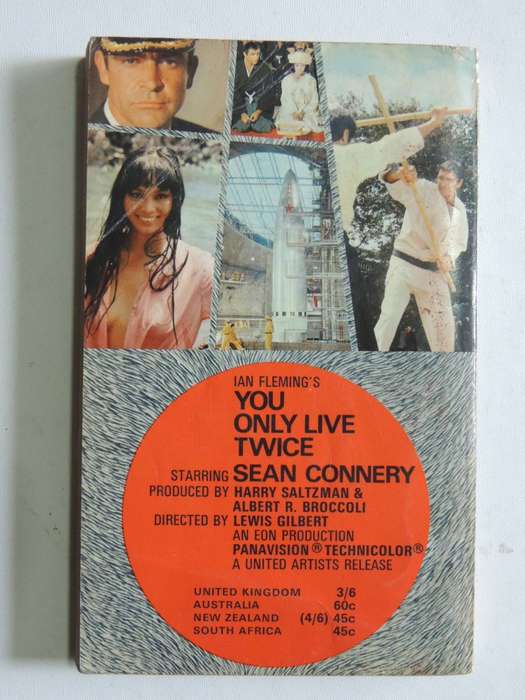 IAN FLEMING'S
YOU
ONLY LIVE
TWICE
STARRING SEAN CONNERY
PRODUCED BY HARRY SALTZMAN &
ALBERT R. BROCCOLI
DIRECTED BY LEWIS GILBERT
AN EON PRODUCTION
PANAVISION® TECHNICOLOR®
A UNITED ARTISTS RELEASE
UNITED KINGDOM 3/6
AUSTRALIA 60c
NEW ZEALAND (4/6) 45c
SOUTH AFRICA 45c